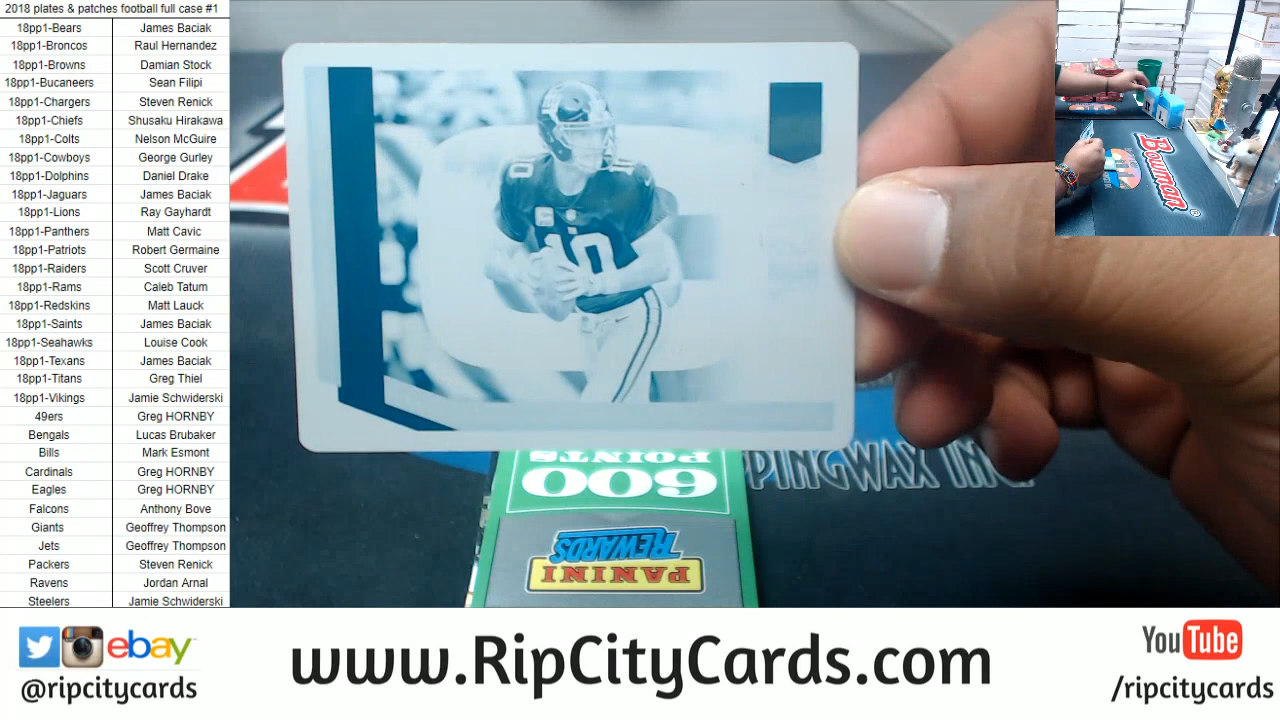 2018 plates & patches football full case #1
18pp1-Bears James Baciak
18pp1-Broncos Raul Hernandez
18pp1-Browns Damian Stock
18pp1-Bucaneers Sean Filipi
18pp1-Chargers Steven Renick
18pp1-Chiefs Shusaku Hirakawa
18pp1-Colts Nelson McGuire
18pp1-Cowboys George Gurley
18pp1-Dolphins Daniel Drake
18pp1-Jaguars James Baciak
18pp1-Lions Ray Gayhardt
18pp1-Panthers Matt Cavic
18pp1-Patriots Robert Germaine
18pp1-Raiders Scott Cruver
18pp1-Rams Caleb Tatum
18pp1-Redskins Matt Lauck
18pp1-Saints James Baciak
18pp1-Seahawks Louise Cook
18pp1-Texans James Baciak
18pp1-Titans Greg Thiel
18pp1-Vikings Jamie Schwiderski
49ers Greg HORNBY
Bengals Lucas Brubaker
Bills Mark Esmont
Cardinals Greg HORNBY
Eagles Greg HORNBY
Falcons Anthony Bove
Giants Geoffrey Thompson
Jets Geoffrey Thompson
Packers Steven Renick
Ravens Jordan Arnal
Steelers Jamie Schwiderski
10
10
10
Bowman
PPINGWAX INC.
POINTS
600
REWARDS
PANINI
ebay
@ripcitycards
www.RipCityCards.com
YouTube
/ripcitycards